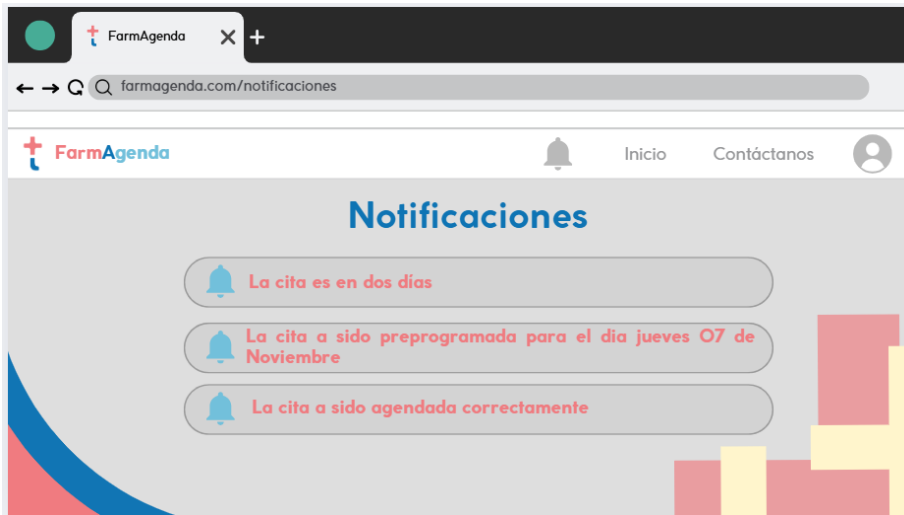 FarmAgenda
farmagenda.com/notificaciones
FarmAgenda
Inicio
Contáctanos
Notificaciones
La cita es en dos días
La cita a sido preprogramada para el dia jueves 07 de
Noviembre
La cita a sido agendada correctamente